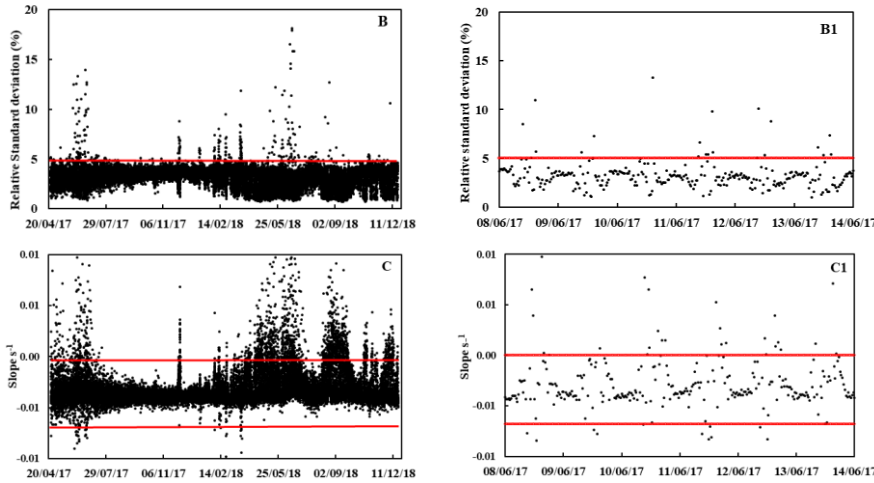 B
Relative Standard deviation (%)
20
15
10
5
0
20/04/17 29/07/17 06/11/17 14/02/18 25/05/18 02/09/18 11/12/18
B1
Relative standard deviation (%)
20
15
10
5
0
08/06/17 09/06/17 10/06/17 11/06/17 12/06/17 13/06/17 14/06/17
C
Slope s-1
0.01
0.01
0.00
-0.01
-0.01
20/04/17 29/07/17 06/11/17 14/02/18 25/05/18 02/09/18 11/12/18
C1
Slope s-1
0.01
0.01
0.00
-0.01
-0.01
08/06/17 09/06/17 10/06/17 11/06/17 12/06/17 13/06/17 14/06/17